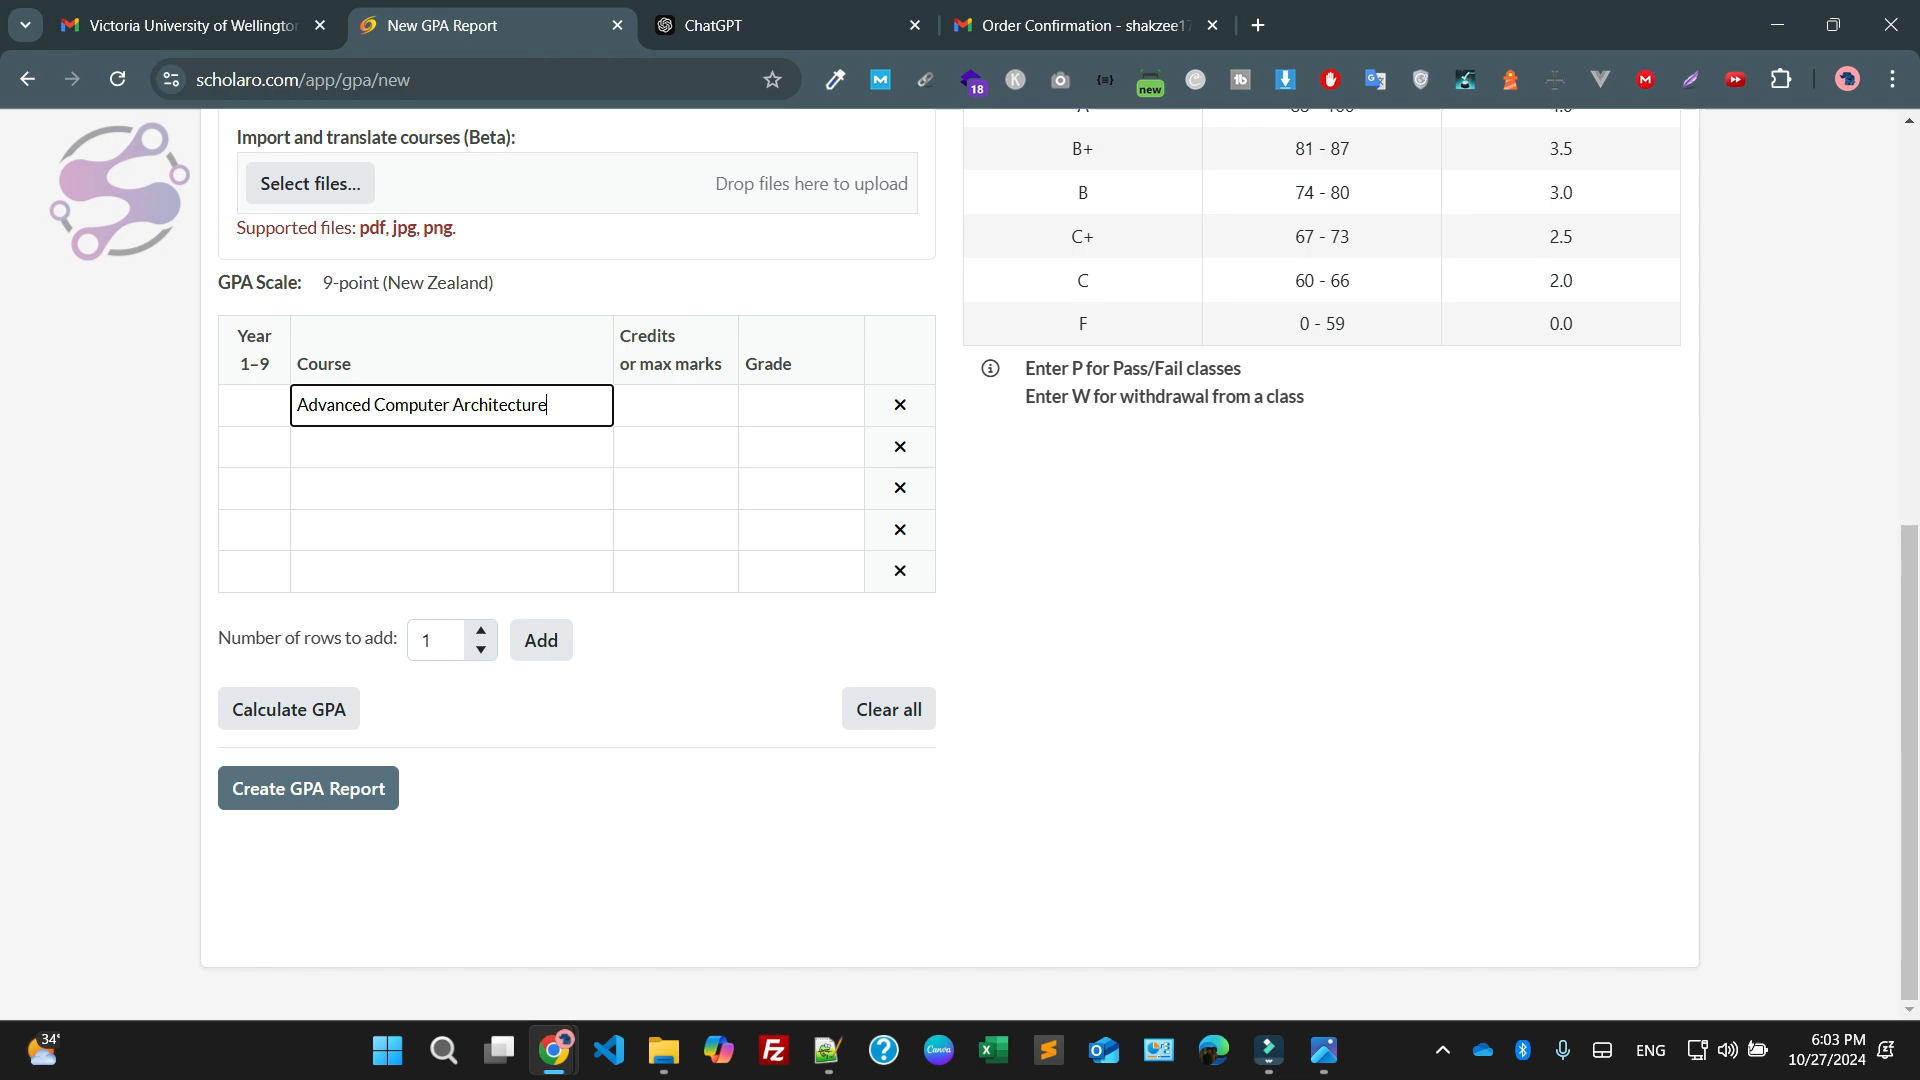 Victoria University of Wellingto
New GPA Report
ChatGPT
Order Confirmation - shakzee1
scholaro.com/app/gpa/new
18
K
new
1b
M
Import and translate courses (Beta):
Select files...
Drop files here to upload
Supported files: pdf, jpg, png.
GPA Scale: 9-point (New Zealand)
Year
1–9
Course
Credits
or max marks
Grade
Advanced Computer Architecture
Number of rows to add: 1 Add
Calculate GPA
Clear all
Create GPA Report
B+ 81 - 87 3.5
B 74 - 80 3.0
C+ 67 - 73 2.5
C 60 - 66 2.0
F 0 - 59 0.0
Enter P for Pass/Fail classes
Enter W for withdrawal from a class
34°
Fz
Canva
ENG
6:03 PM
10/27/2024